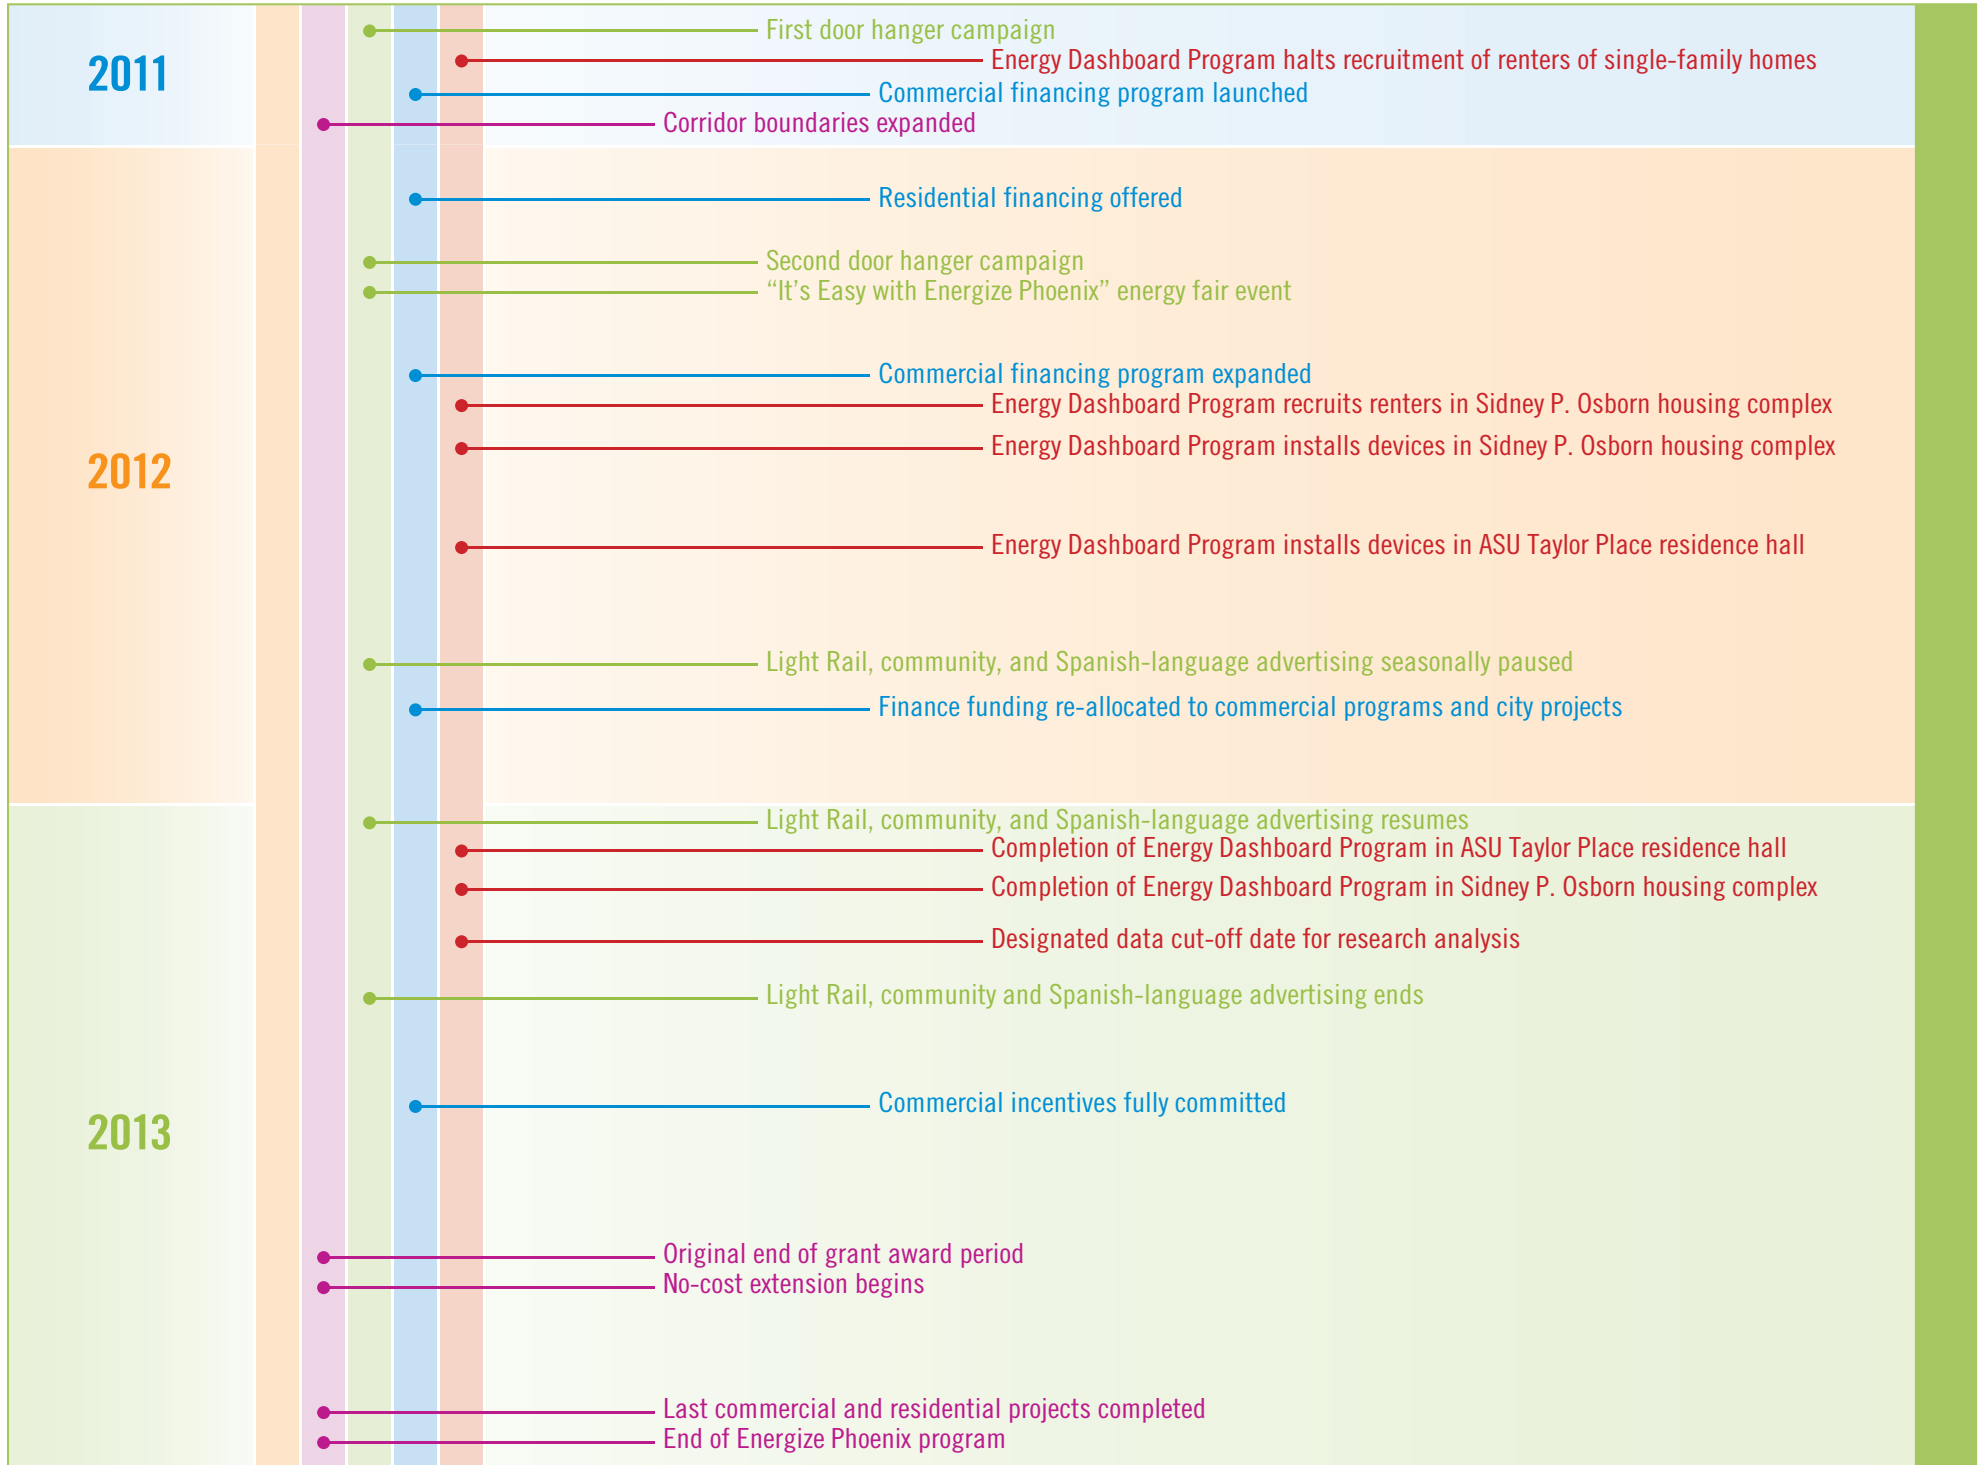 2011
First door hanger campaign
Energy Dashboard Program halts recruitment of renters of single-family homes
Commercial financing program launched
Corridor boundaries expanded
2012
Residential financing offered
Second door hanger campaign
“It’s Easy with Energize Phoenix” energy fair event
Commercial financing program expanded
Energy Dashboard Program recruits renters in Sidney P. Osborn housing complex
Energy Dashboard Program installs devices in Sidney P. Osborn housing complex
Energy Dashboard Program installs devices in ASU Taylor Place residence hall
Light Rail, community, and Spanish-language advertising seasonally paused
Finance funding re-allocated to commercial programs and city projects
2013
Light Rail, community, and Spanish-language advertising resumes
Completion of Energy Dashboard Program in ASU Taylor Place residence hall
Completion of Energy Dashboard Program in Sidney P. Osborn housing complex
Designated data cut-off date for research analysis
Light Rail, community and Spanish-language advertising ends
Commercial incentives fully committed
Original end of grant award period
No-cost extension begins
Last commercial and residential projects completed
End of Energize Phoenix program